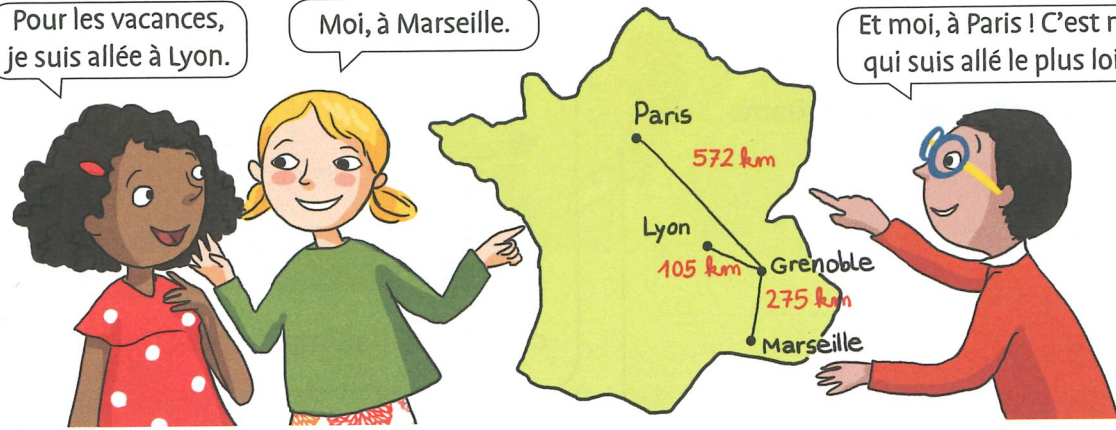 Pour les vacances,
je suis allée à Lyon.
Moi, à Marseille.
Et moi, à Paris ! C'est
qui suis allé le plus
Paris
572 km
Lyon
105 km
Grenoble
275 km
Marseille